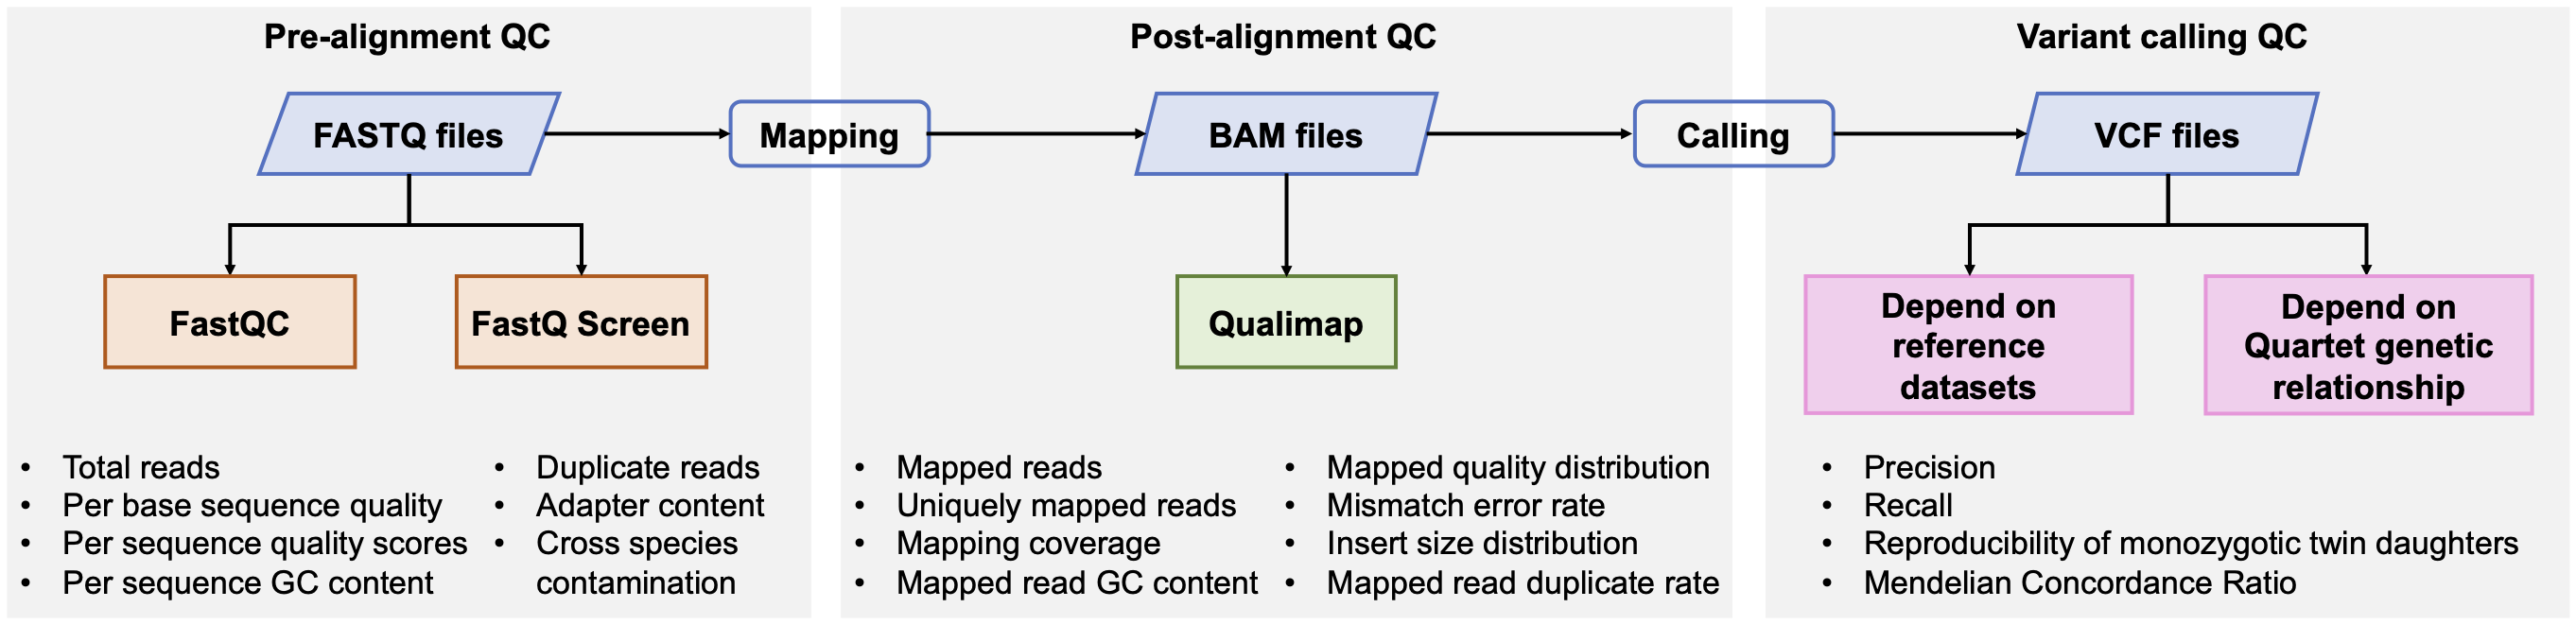 Pre-alignment QC
FASTQ files
FastQC
FastQ Screen
• Total reads
• Per base sequence quality
• Per sequence quality scores
• Per sequence GC content
• Duplicate reads
• Adapter content
• Cross species
contamination
Mapping
Post-alignment QC
BAM files
Qualimap
• Mapped reads
• Uniquely mapped reads
• Mapping coverage
• Mapped read GC content
• Mapped quality distribution
• Mismatch error rate
• Insert size distribution
• Mapped read duplicate rate
Calling
Variant calling QC
VCF files
Depend on
reference
datasets
Depend on
Quartet genetic
relationship
• Precision
• Recall
• Reproducibility of monozygotic twin daughters
• Mendelian Concordance Ratio